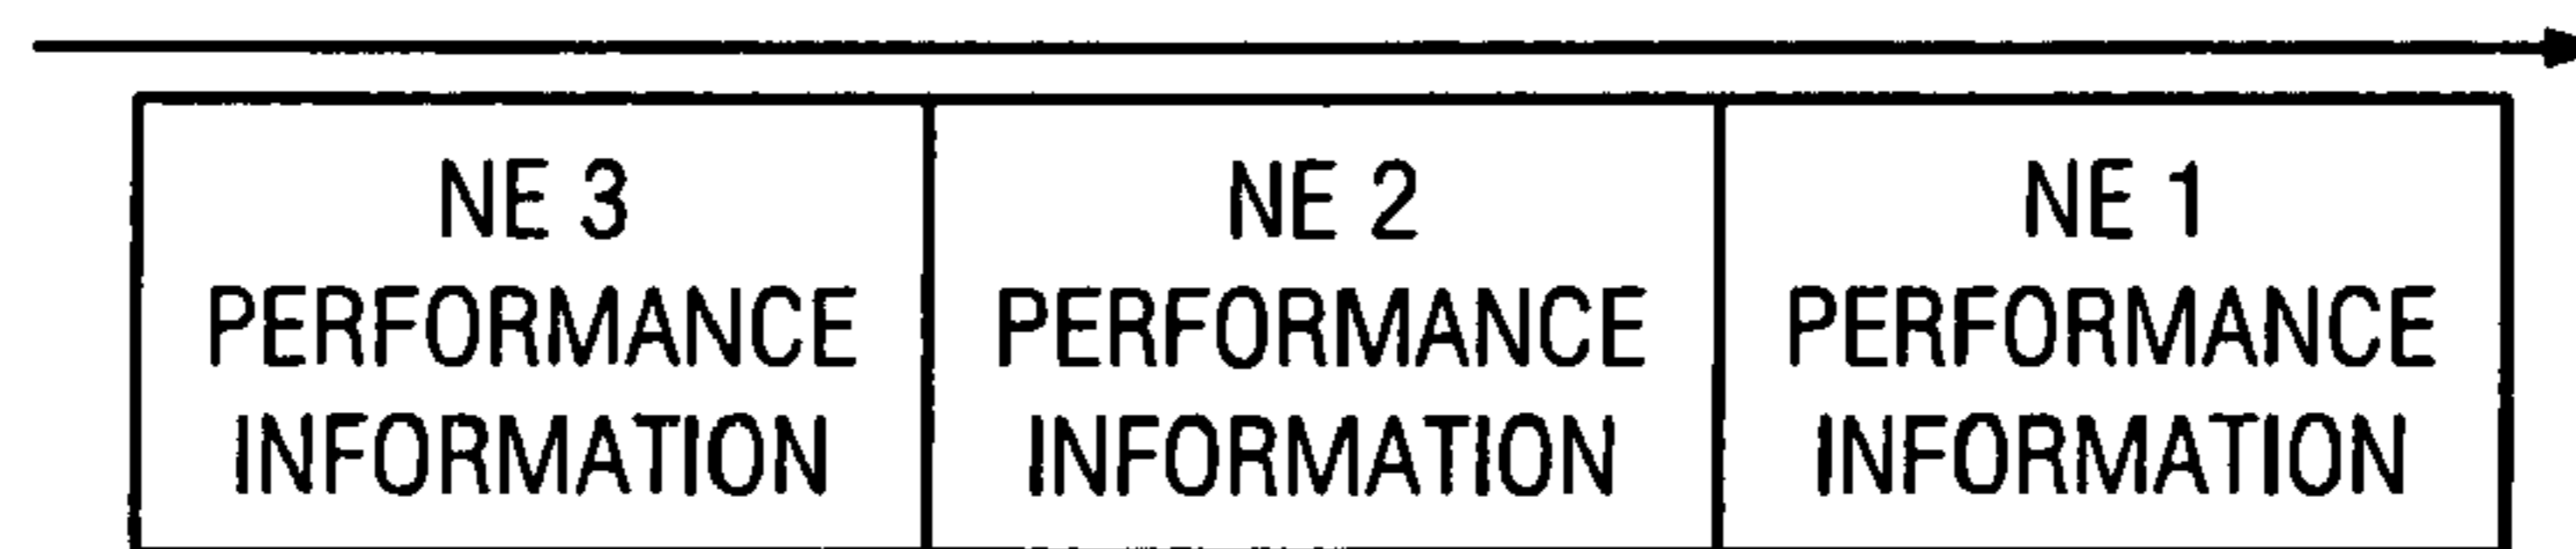 NE 3
PERFORMANCE
INFORMATION
NE 2
PERFORMANCE
INFORMATION
NE 1
PERFORMANCE
INFORMATION